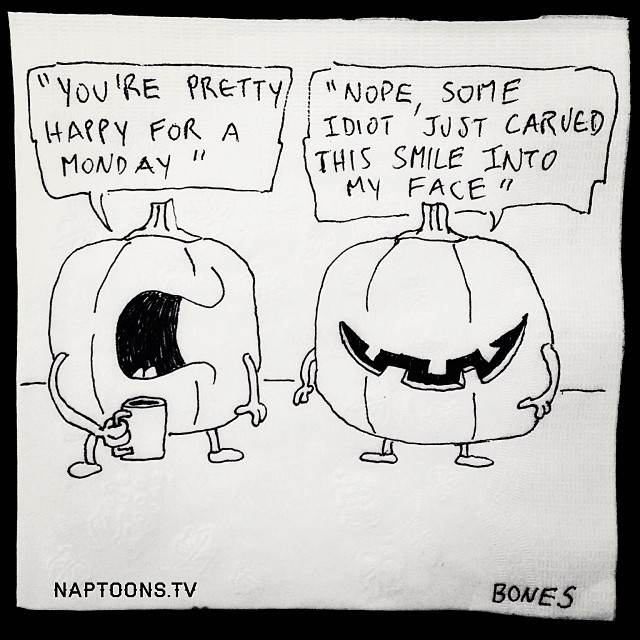 "YOU'RE PRETTY
HAPPY FOR A
MONDAY"
"NOPE, SOME
IDIOT JUST CARVED
THIS SMILE INTO
MY FACE"
NAPTOONS.TV
BONES